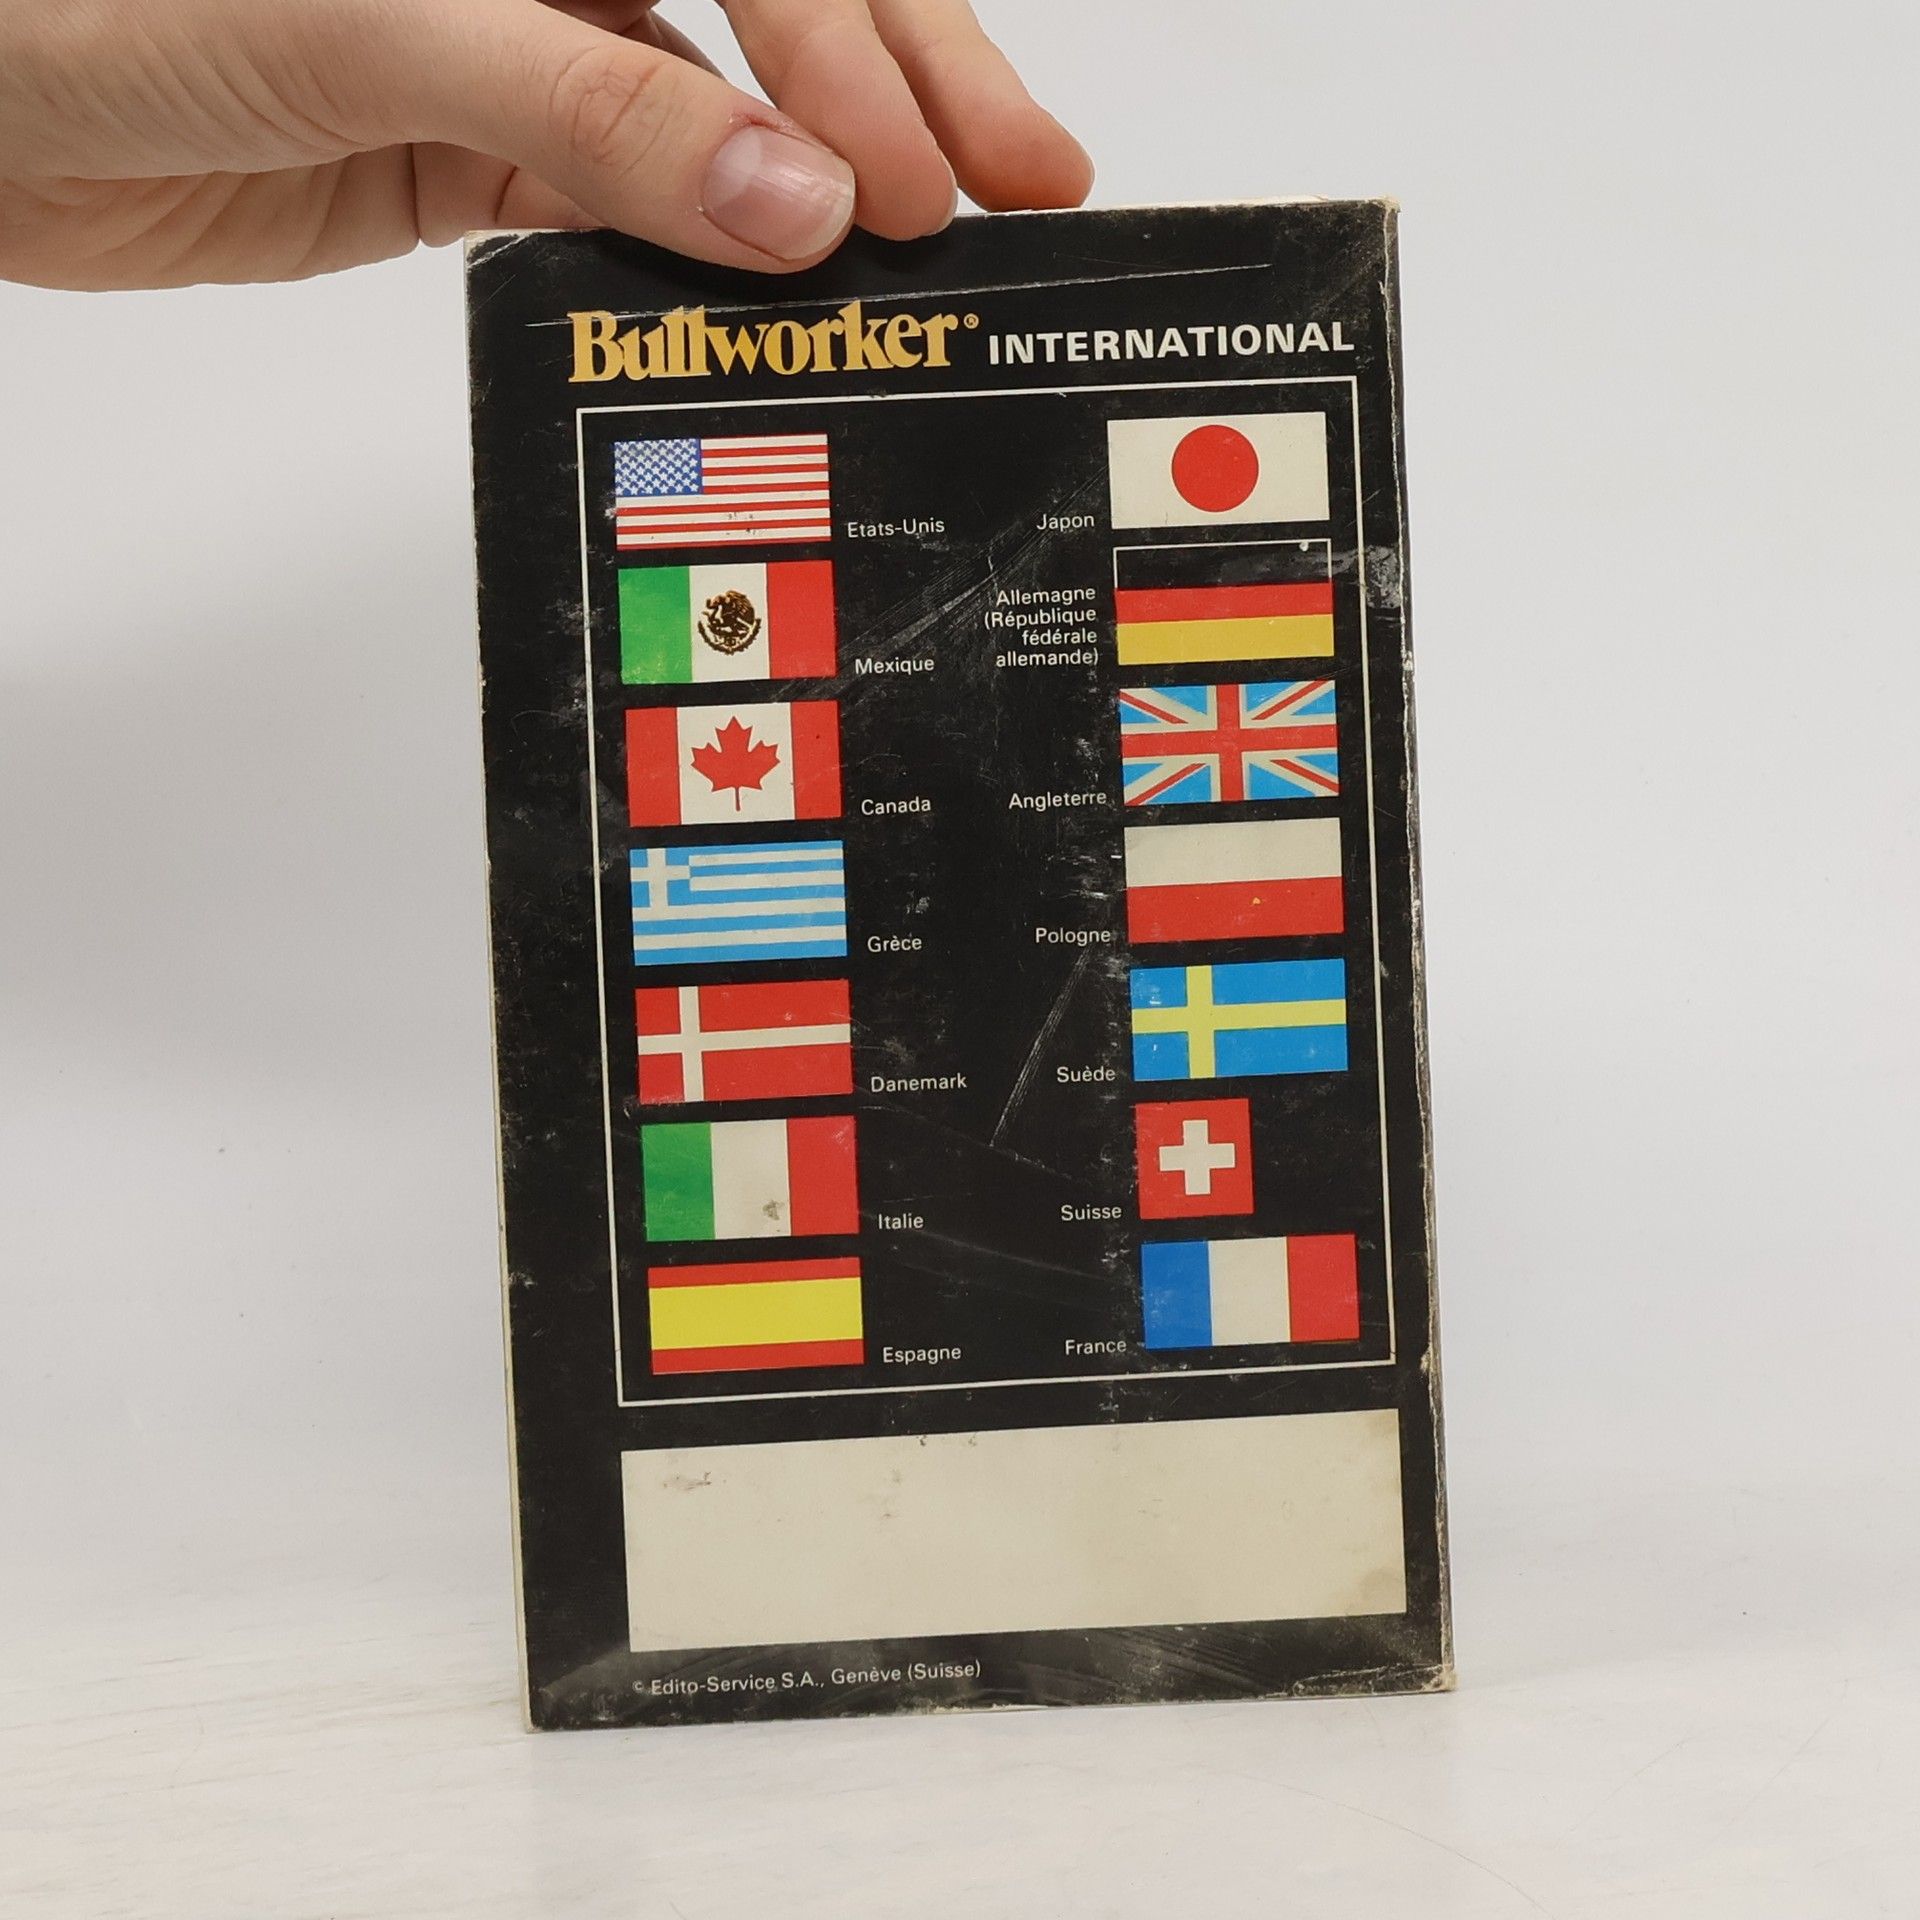 Bullworker® INTERNATIONAL
Etats-Unis
Japon
Mexique
Allemagne
(République
fédérale
allemande)
Canada
Angleterre
Grèce
Pologne
Danemark
Suède
Italie
Suisse
Espagne
France
© Edito-Service S.A., Genève (Suisse)